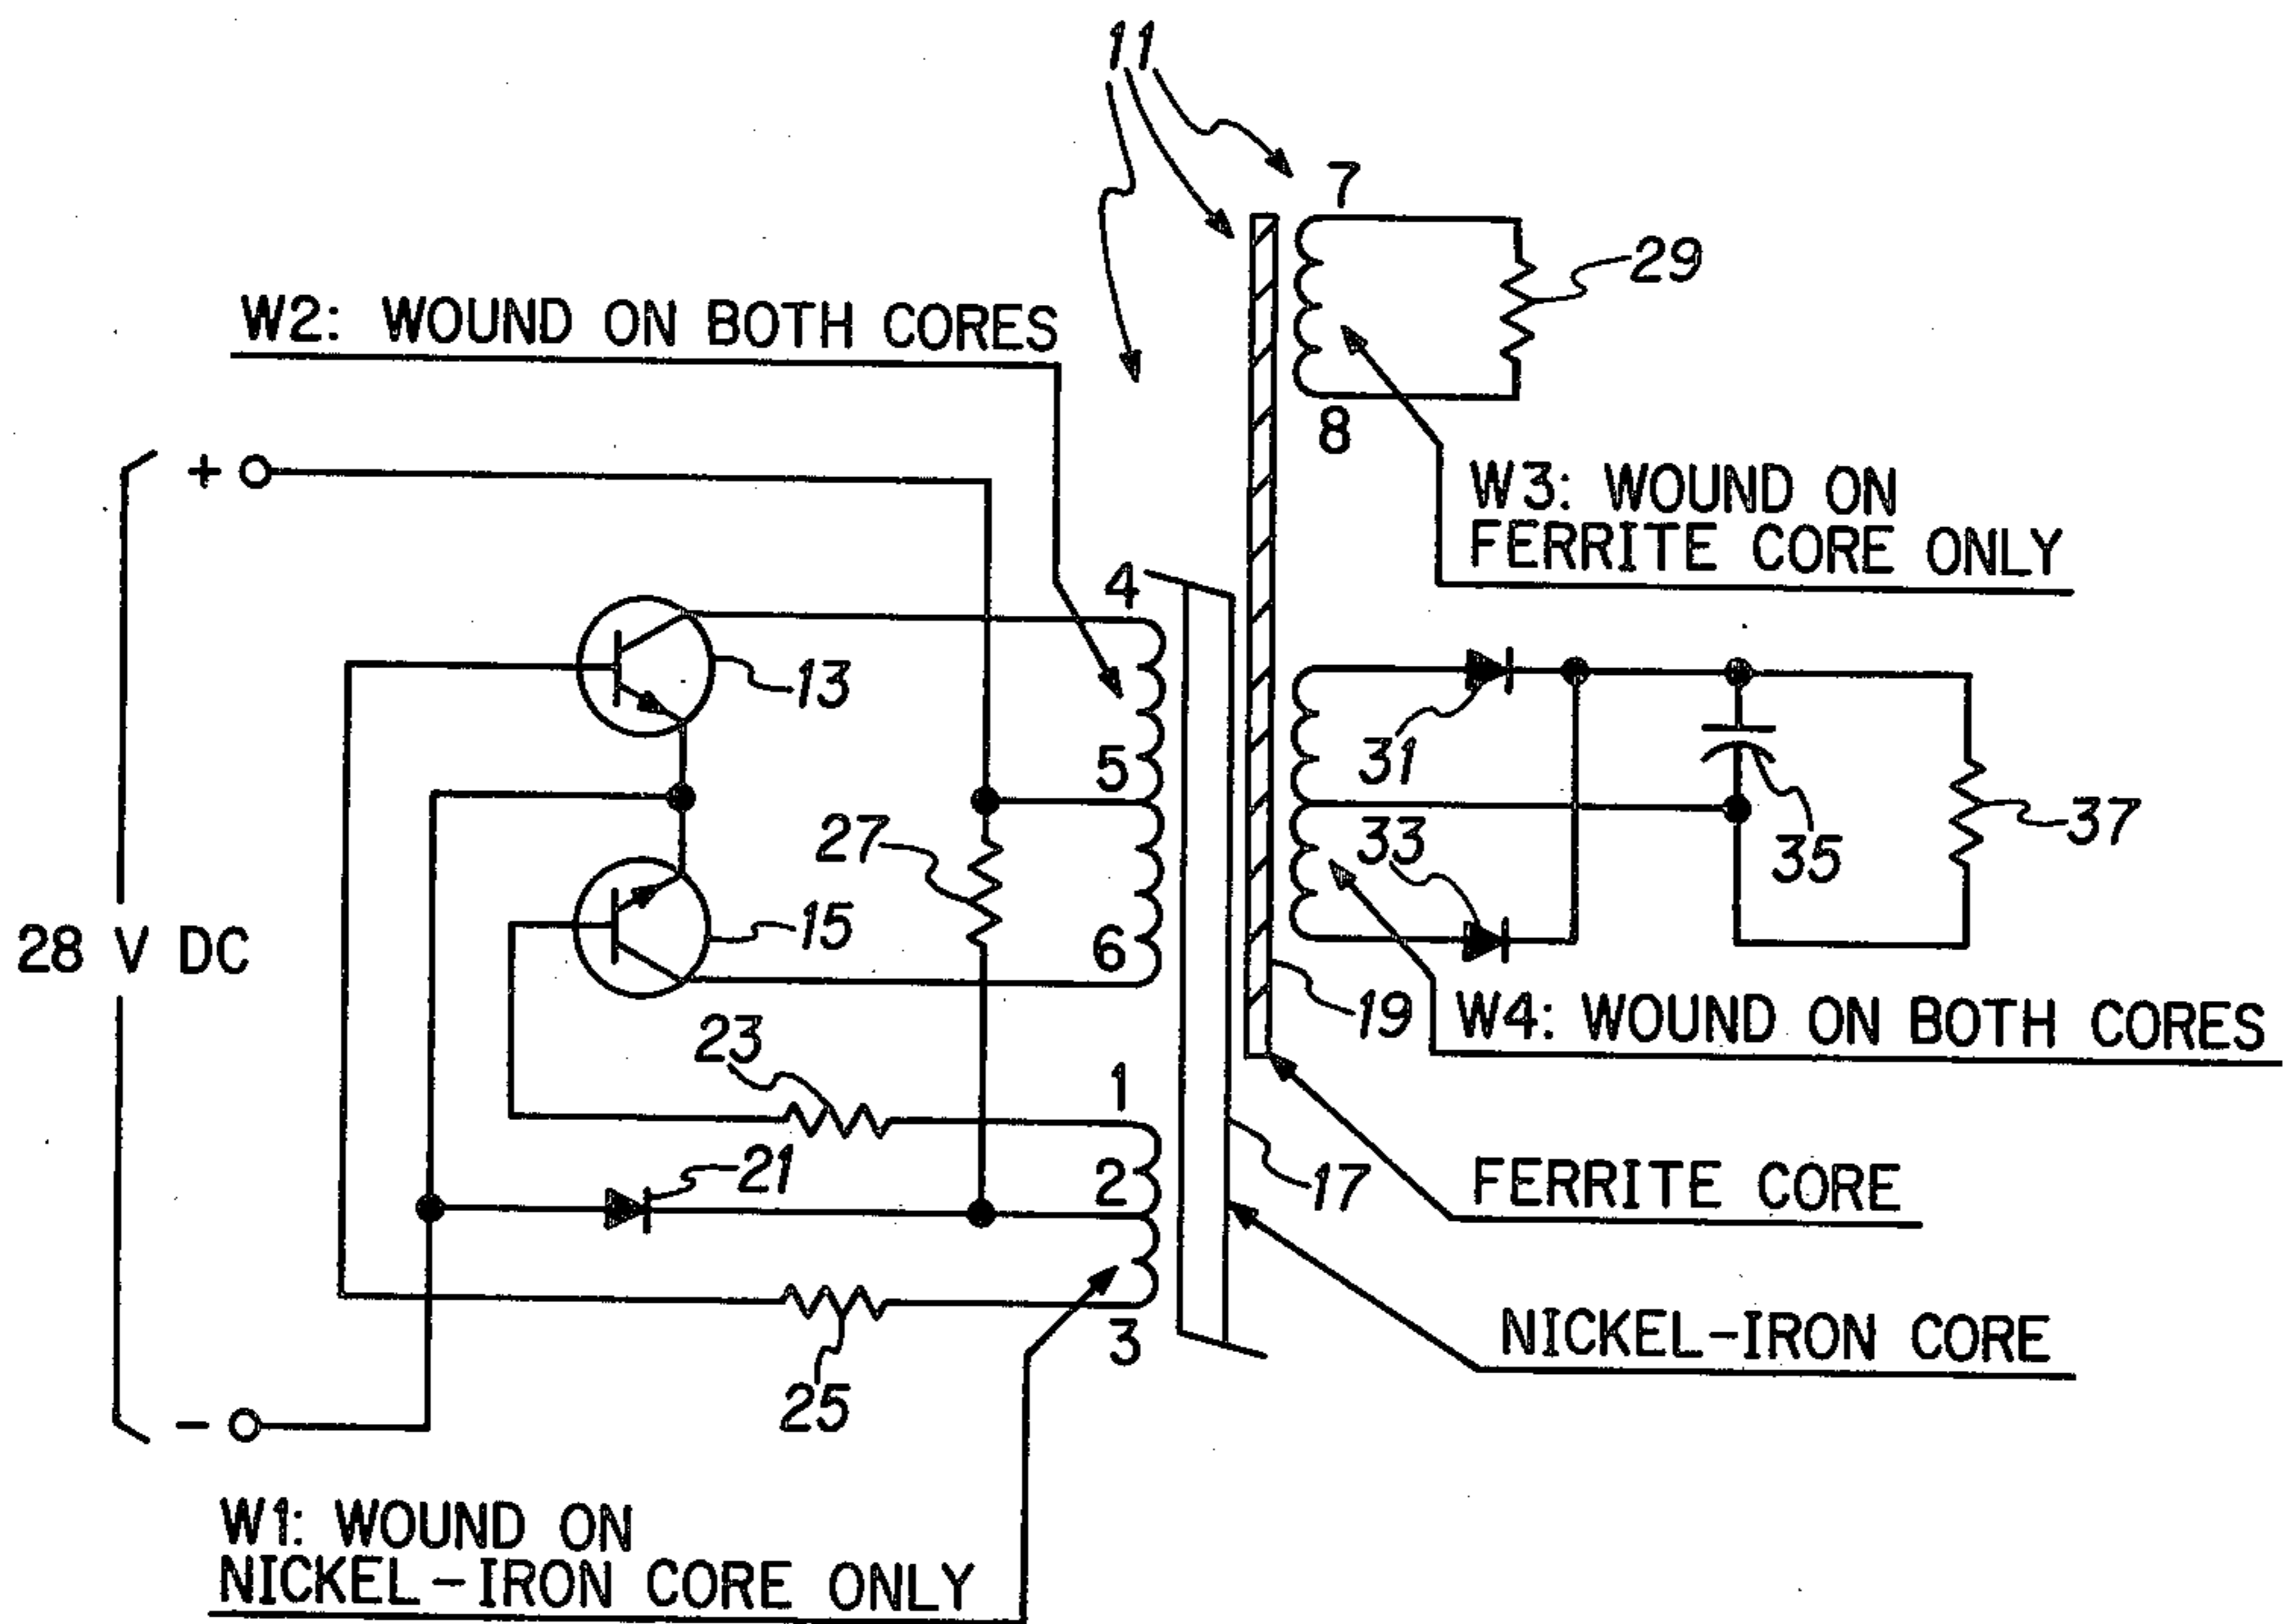 11
7
29
W2: WOUND ON BOTH CORES
8
+
W3: WOUND ON
FERRITE CORE ONLY
4
13
5
31
35
37
27
33
28 V DC
15
6
19
W4: WOUND ON BOTH CORES
23
1
21
2
17
FERRITE CORE
NICKEL-IRON CORE
3
25
-
W1: WOUND ON
NICKEL-IRON CORE ONLY